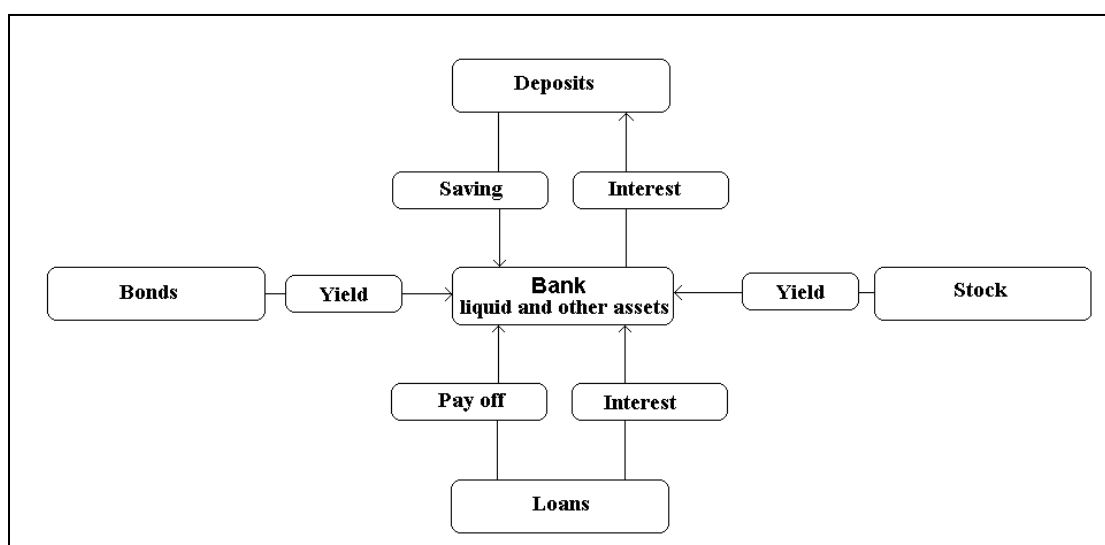 Deposits
Saving
Interest
Bonds
Yield
Bank
liquid and other assets
Yield
Stock
Pay off
Interest
Loans